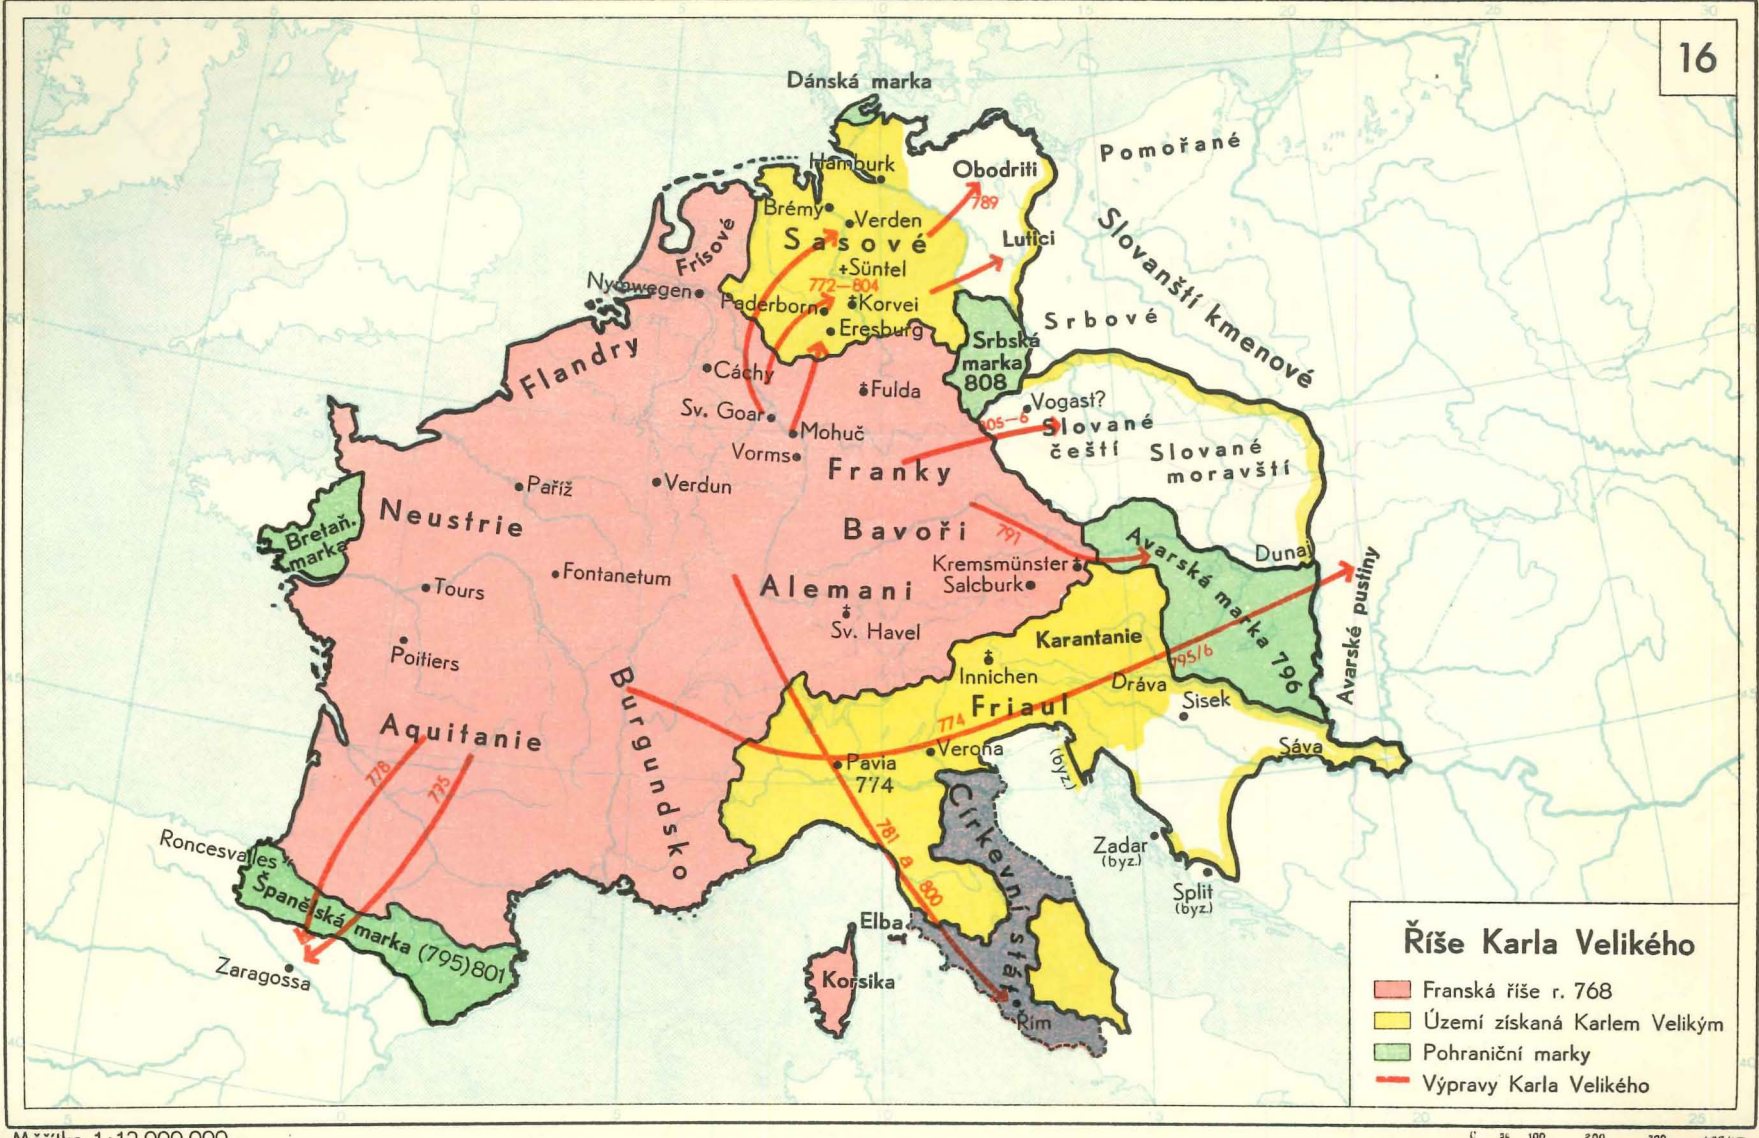 16
Dánská marka
Hamburk
Obodriti
Pomořané
789
Brémy
Verden
Sasové
Lutici
Slovanští kmenové
Frísové
Süntel
772–804
Nymwegen
Paderborn
Korvei
Eresburg
Srbové
Srbská
marka
808
Flandry
Cáchy
Fulda
Sv. Goar
Mohuč
Vorms
Vogast?
805–6
Slované
čeští
Slované
moravští
Franky
Paříž
Verdun
Neustrie
Bavoři
791
Bretaň.
marka
Avarská marka 796
Dunaj
Avarské pustiny
Kremsmünster
Salcburk
Fontanetum
Tours
Alemani
Sv. Havel
Poitiers
Karantanie
795/6
Innichen
Dráva
Sisek
Friaul
774
Burgundsko
Aquitanie
778
775
Verona
(byz.)
Sáva
Pavia
774
Církevní stát
781 a 800
Zadar
(byz.)
Split
(byz.)
Roncesvalles
Španělská marka (795)801
Zaragossa
Elba
Korsika
Řím
Říše Karla Velikého
Franská říše r. 768
Území získaná Karlem Velikým
Pohraniční marky
Výpravy Karla Velikého